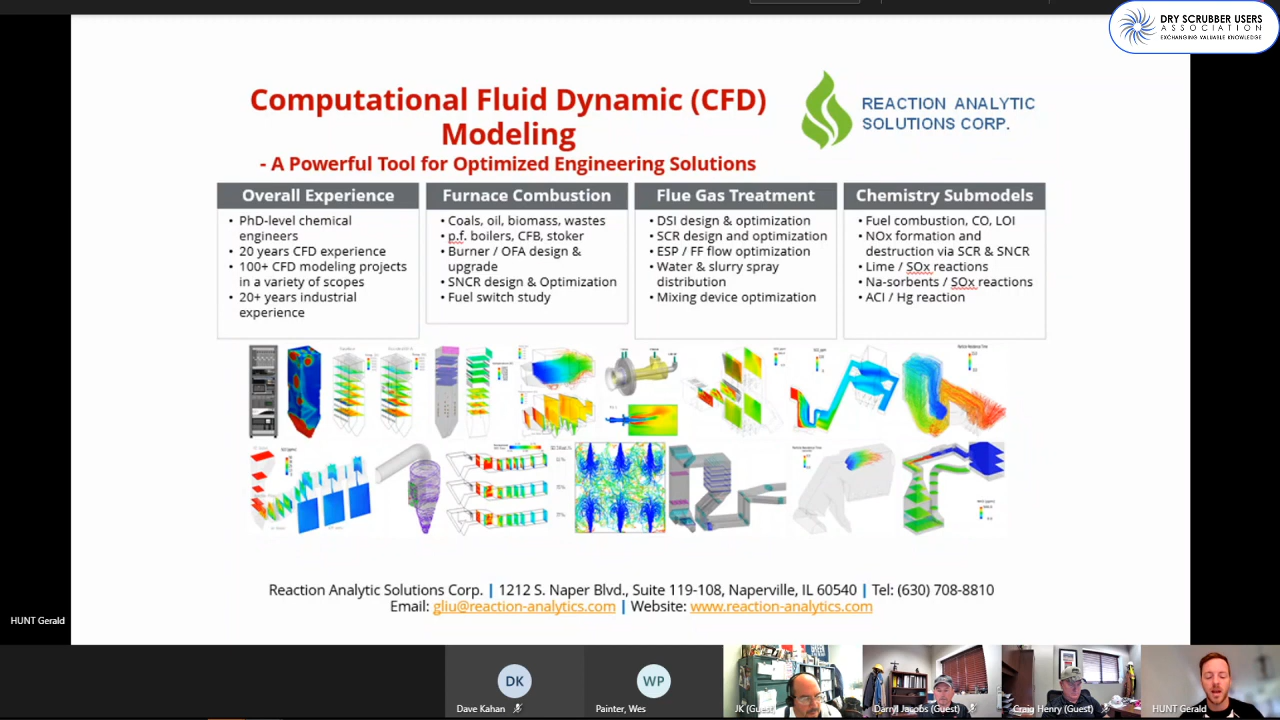 DRY SCRUBBER USERS
ASSOCIATION
EXCHANGING VALUABLE KNOWLEDGE
Computational Fluid Dynamic (CFD)
Modeling
- A Powerful Tool for Optimized Engineering Solutions
REACTION ANALYTIC
SOLUTIONS CORP.
Overall Experience
• PhD-level chemical
engineers
• 20 years CFD experience
• 100+ CFD modeling projects
in a variety of scopes
• 20+ years industrial
experience
Furnace Combustion
• Coals, oil, biomass, wastes
• p.f. boilers, CFB, stoker
• Burner / OFA design &
upgrade
• SNCR design & Optimization
• Fuel switch study
Flue Gas Treatment
• DSI design & optimization
• SCR design and optimization
• ESP / FF flow optimization
• Water & slurry spray
distribution
• Mixing device optimization
Chemistry Submodels
• Fuel combustion, CO, LOI
• NOx formation and
destruction via SCR & SNCR
• Lime / SOx reactions
• Na-sorbents / SOx reactions
• ACI / Hg reaction
Reaction Analytic Solutions Corp. | 1212 S. Naper Blvd., Suite 119-108, Naperville, IL 60540 | Tel: (630) 708-8810
Email: gliu@reaction-analytics.com | Website: www.reaction-analytics.com
HUNT Gerald
DK
Dave Kahan
WP
Painter, Wes
JK (Guest)
Darryl Jacobs (Guest)
Craig Henry (Guest)
HUNT Gerald